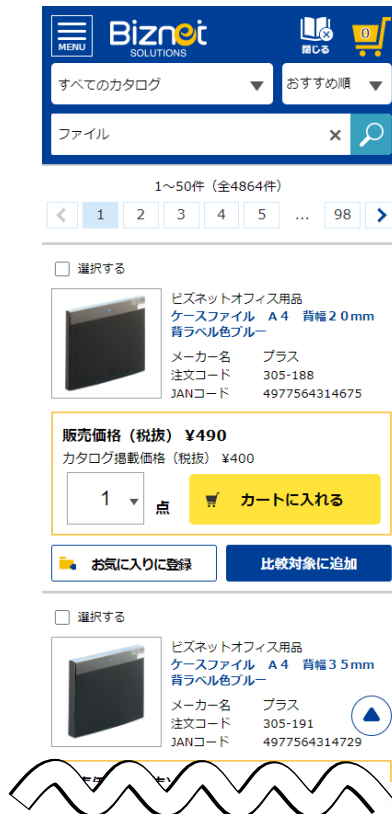 MENU
Biznet
SOLUTIONS
閉じる
0
すべてのカタログ
おすすめ順
ファイル
1～50件（全4864件）
1 2 3 4 5 ... 98
選択する
ビズネットオフィス用品
ケースファイル　A4　背幅20mm
背ラベル色ブルー
メーカー名 プラス
注文コード 305-188
JANコード 4977564314675
販売価格（税抜）¥490
カタログ掲載価格（税抜）¥400
1 点 カートに入れる
お気に入りに登録 比較対象に追加
選択する
ビズネットオフィス用品
ケースファイル　A4　背幅35mm
背ラベル色ブルー
メーカー名 プラス
注文コード 305-191
JANコード 4977564314729